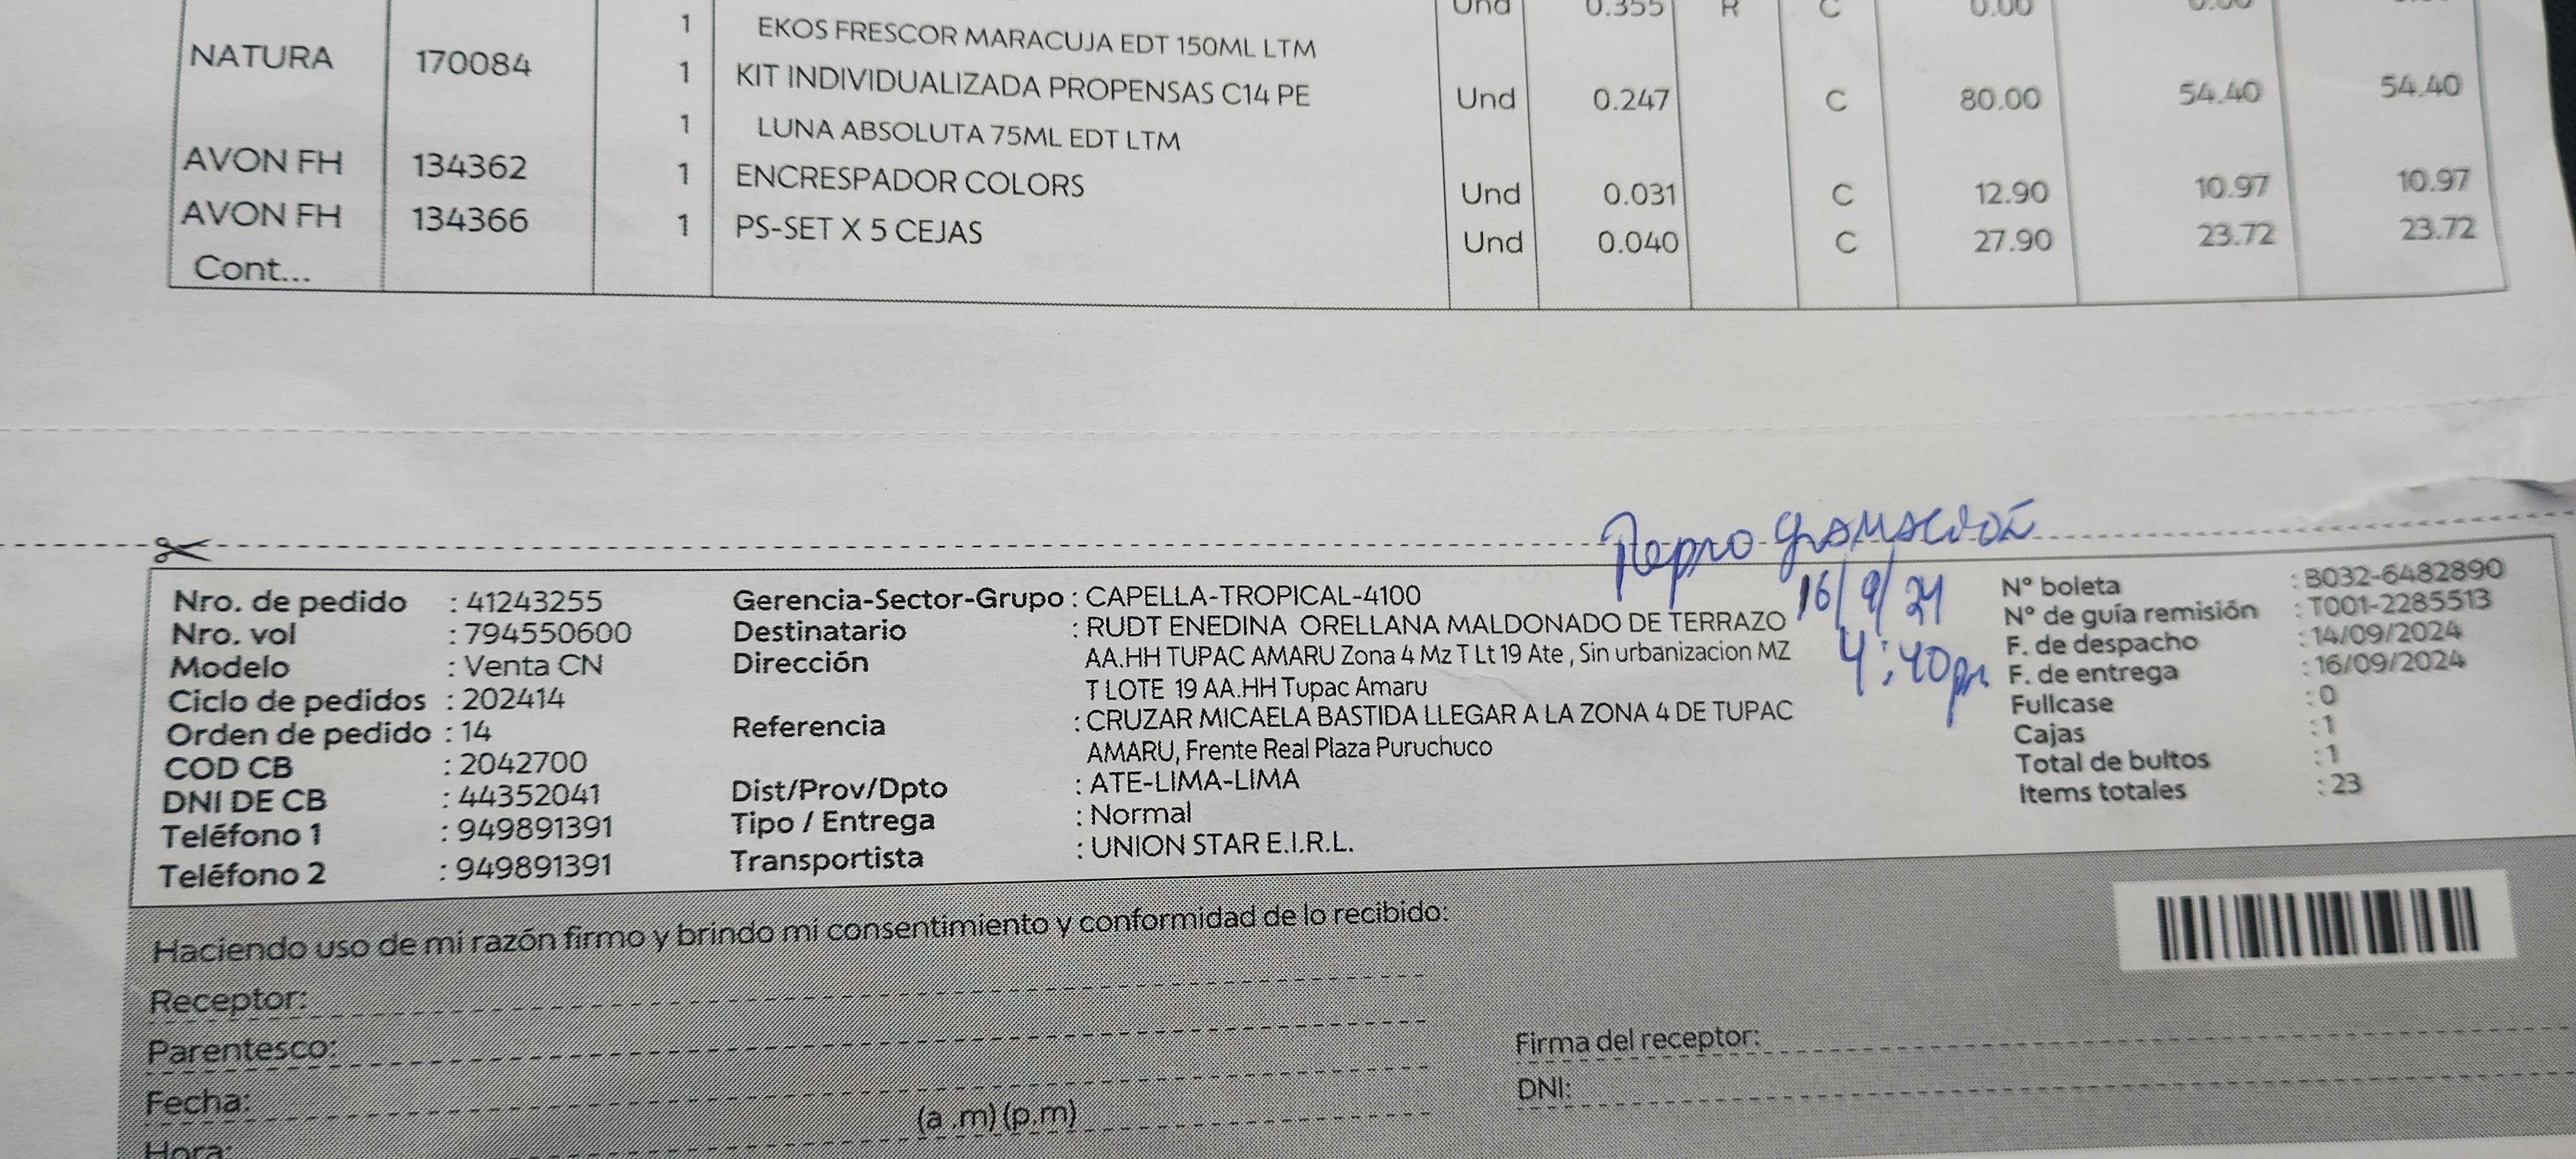 Und 0.355 R C 0.00 0.00
1 EKOS FRESCOR MARACUJA EDT 150ML LTM
NATURA 170084 1 KIT INDIVIDUALIZADA PROPENSAS C14 PE Und 0.247 C 80.00 54.40 54.40
1 LUNA ABSOLUTA 75ML EDT LTM
AVON FH 134362 1 ENCRESPADOR COLORS Und 0.031 C 12.90 10.97 10.97
AVON FH 134366 1 PS-SET X 5 CEJAS Und 0.040 C 27.90 23.72 23.72
Cont...
Repro gramación
16/9/24
4:40pm
Nro. de pedido : 41243255
Nro. vol : 794550600
Modelo : Venta CN
Ciclo de pedidos : 202414
Orden de pedido : 14
COD CB : 2042700
DNI DE CB : 44352041
Teléfono 1 : 949891391
Teléfono 2 : 949891391
Gerencia-Sector-Grupo : CAPELLA-TROPICAL-4100
Destinatario : RUDT ENEDINA ORELLANA MALDONADO DE TERRAZO
Dirección AA.HH TUPAC AMARU Zona 4 Mz T Lt 19 Ate , Sin urbanizacion MZ
T LOTE 19 AA.HH Tupac Amaru
Referencia : CRUZAR MICAELA BASTIDA LLEGAR A LA ZONA 4 DE TUPAC
AMARU, Frente Real Plaza Puruchuco
Dist/Prov/Dpto : ATE-LIMA-LIMA
Tipo / Entrega : Normal
Transportista : UNION STAR E.I.R.L.
N° boleta : B032-6482890
N° de guía remisión : T001-2285513
F. de despacho : 14/09/2024
F. de entrega : 16/09/2024
Fullcase : 0
Cajas : 1
Total de bultos : 1
Items totales : 23
Haciendo uso de mi razón firmo y brindo mi consentimiento y conformidad de lo recibido:
Receptor:
Parentesco:
Fecha:
(a .m) (p.m)
Hora:
Firma del receptor:
DNI: